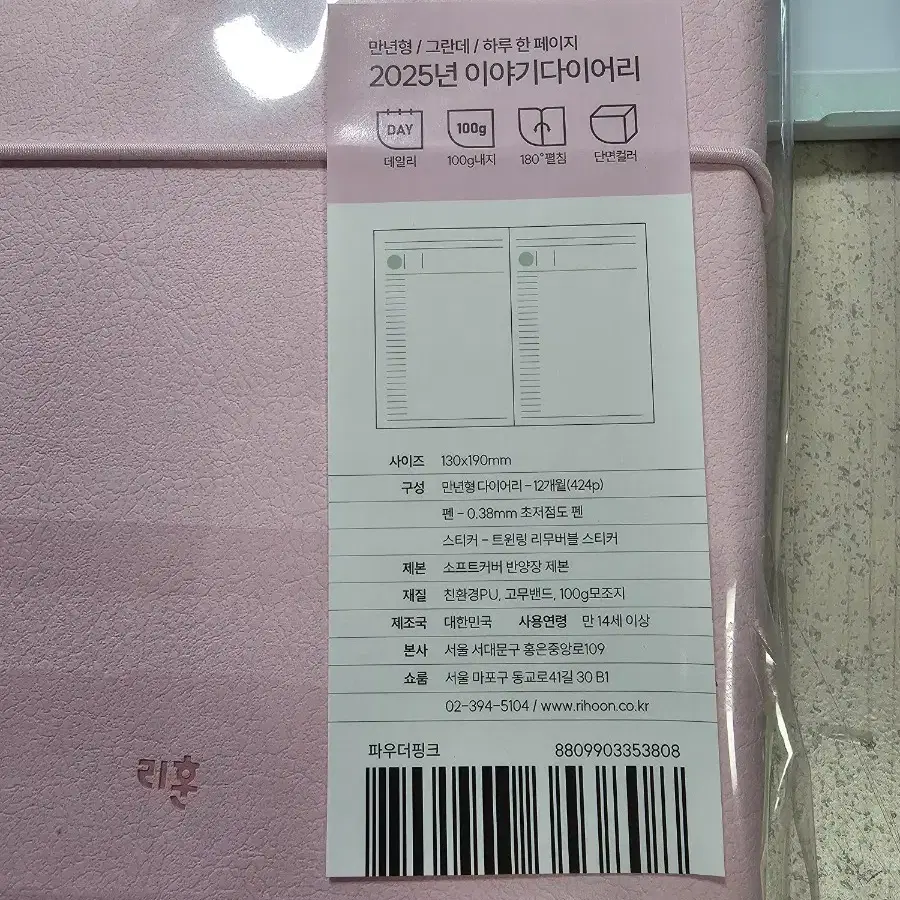 만년형 / 그란데 / 하루 한 페이지
2025년 이야기다이어리
DAY 100g
데일리 100g내지 180°펼침 단면컬러
사이즈 130x190mm
구성 만년형 다이어리 - 12개월(424p)
펜 - 0.38mm 초저점도 펜
스티커 - 트윈링 리무버블 스티커
제본 소프트커버 반양장 제본
재질 친환경PU, 고무밴드, 100g모조지
제조국 대한민국 사용연령 만 14세 이상
본사 서울 서대문구 홍은중앙로109
쇼룸 서울 마포구 동교로41길 30 B1
02-394-5104 / www.rihoon.co.kr
파우더핑크 8809903353808
리훈